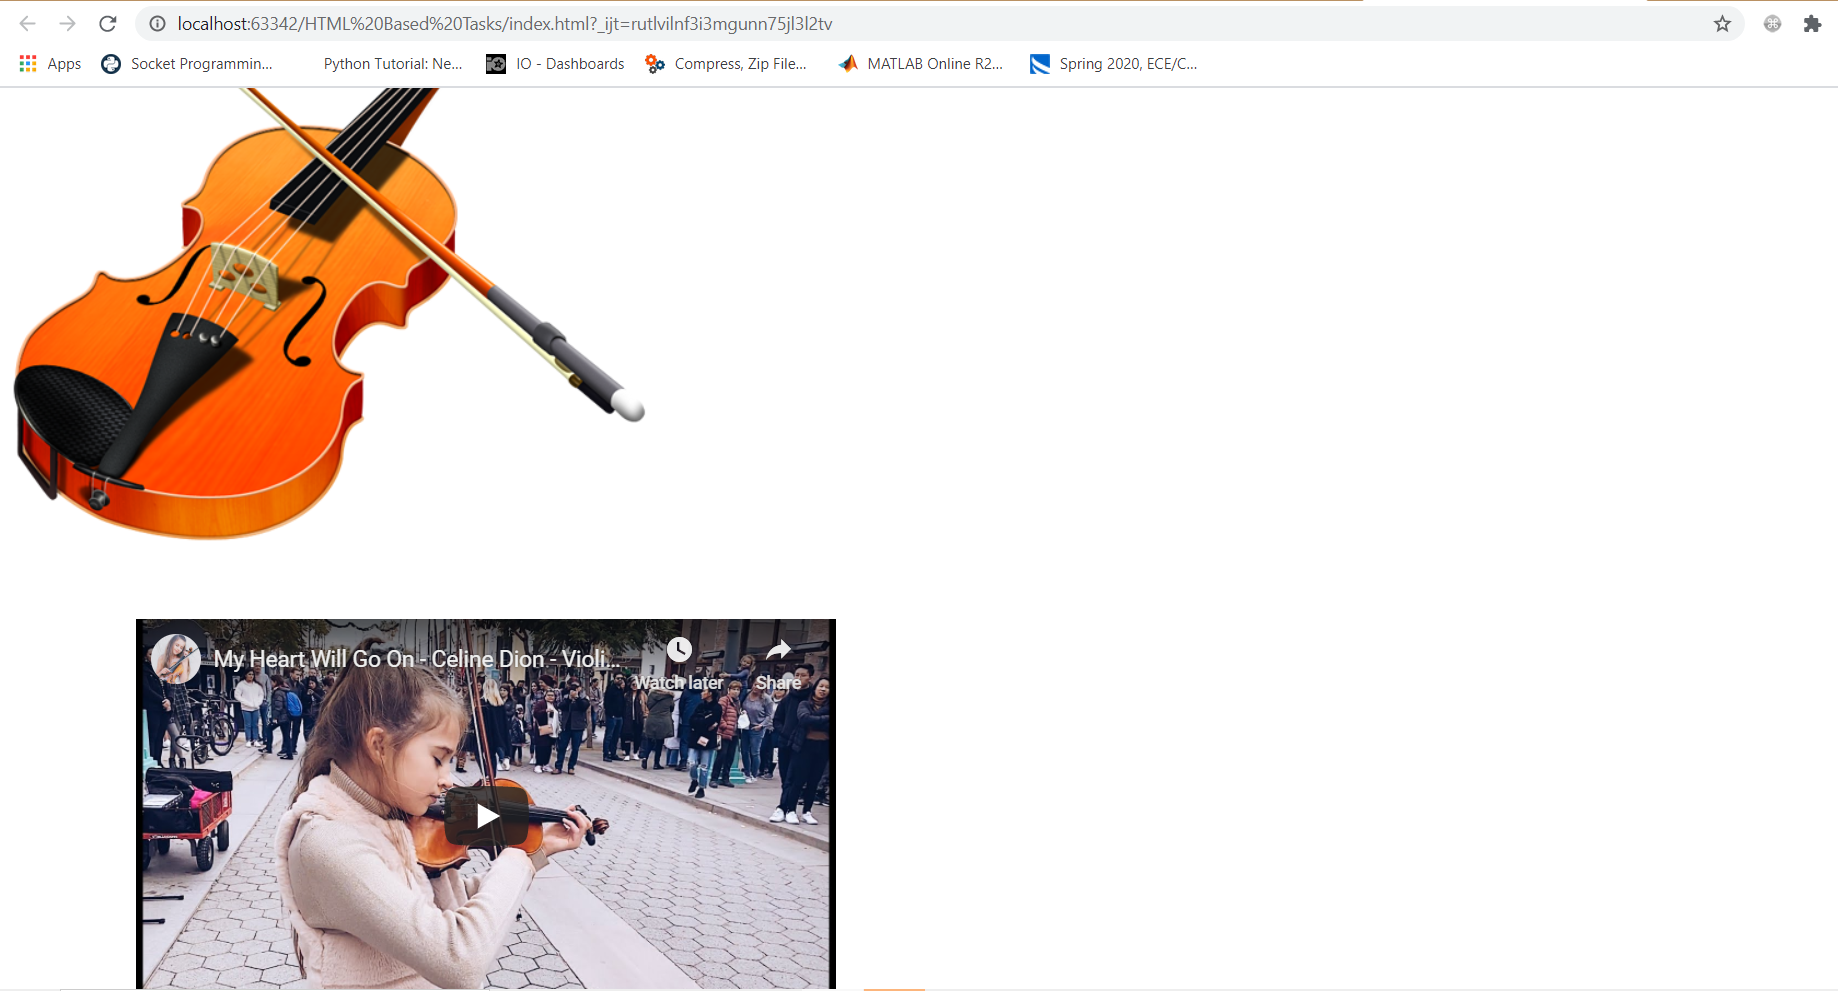 localhost:63342/HTML%20Based%20Tasks/index.html?_ijt=rutlvilnf3i3mgunn75jl3l2tv
Apps Socket Programmin... Python Tutorial: Ne... IO - Dashboards Compress, Zip File... MATLAB Online R2... Spring 2020, ECE/C...
My Heart Will Go On - Celine Dion - Violi...
Watch later Share